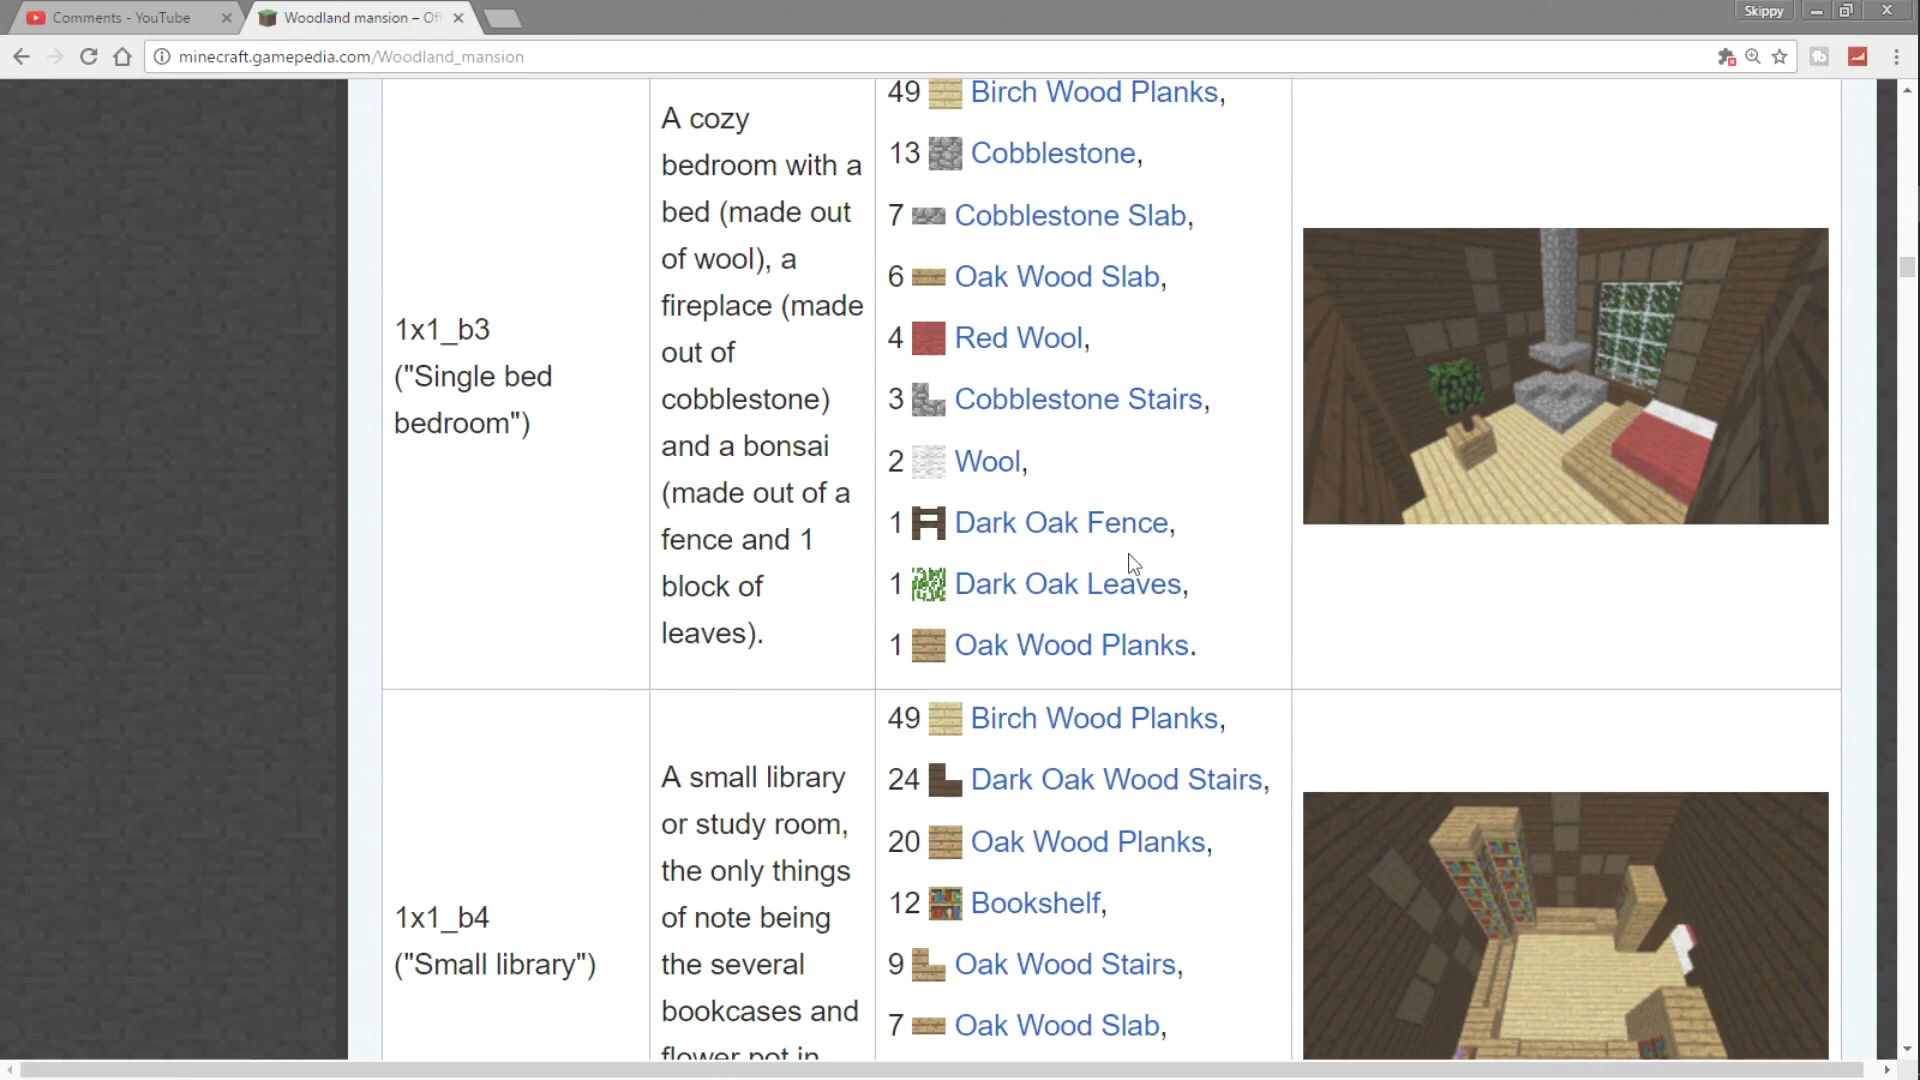 Comments - YouTube
Woodland mansion – Off
Skippy
minecraft.gamepedia.com/Woodland_mansion
1x1_b3
("Single bed
bedroom")
A cozy
bedroom with a
bed (made out
of wool), a
fireplace (made
out of
cobblestone)
and a bonsai
(made out of a
fence and 1
block of
leaves).
49 Birch Wood Planks,
13 Cobblestone,
7 Cobblestone Slab,
6 Oak Wood Slab,
4 Red Wool,
3 Cobblestone Stairs,
2 Wool,
1 Dark Oak Fence,
1 Dark Oak Leaves,
1 Oak Wood Planks.
1x1_b4
("Small library")
A small library
or study room,
the only things
of note being
the several
bookcases and
flower pot in
49 Birch Wood Planks,
24 Dark Oak Wood Stairs,
20 Oak Wood Planks,
12 Bookshelf,
9 Oak Wood Stairs,
7 Oak Wood Slab,